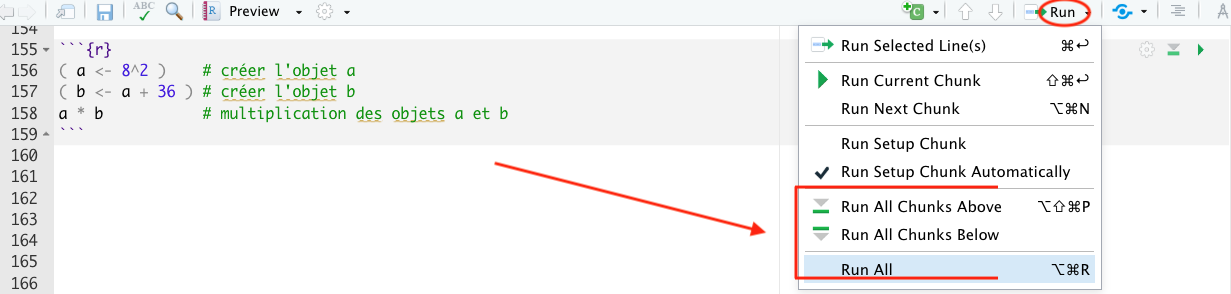 ABC
R Preview
C Run
154
155 ```{r}
156 ( a <- 8^2 ) # créer l'objet a
157 ( b <- a + 36 ) # créer l'objet b
158 a * b # multiplication des objets a et b
159 ```
160
161
162
163
164
165
166
Run Selected Line(s) ⌘↩
Run Current Chunk ⇧⌘↩
Run Next Chunk ⌥⌘N
Run Setup Chunk
Run Setup Chunk Automatically
Run All Chunks Above ⌥⇧⌘P
Run All Chunks Below
Run All ⌥⌘R